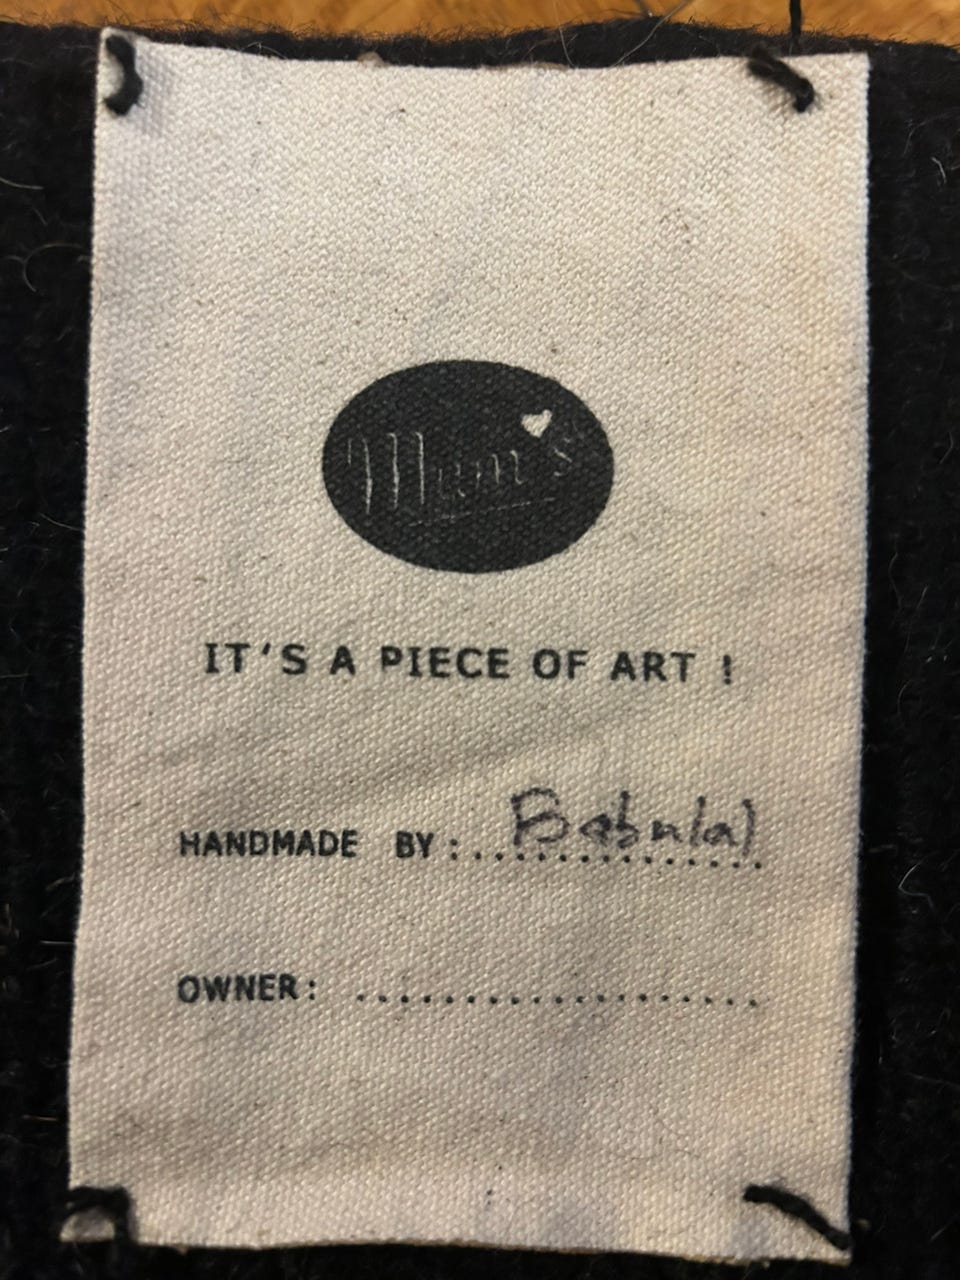 Mum's
IT'S A PIECE OF ART !
HANDMADE BY: Babulal
OWNER: ....................